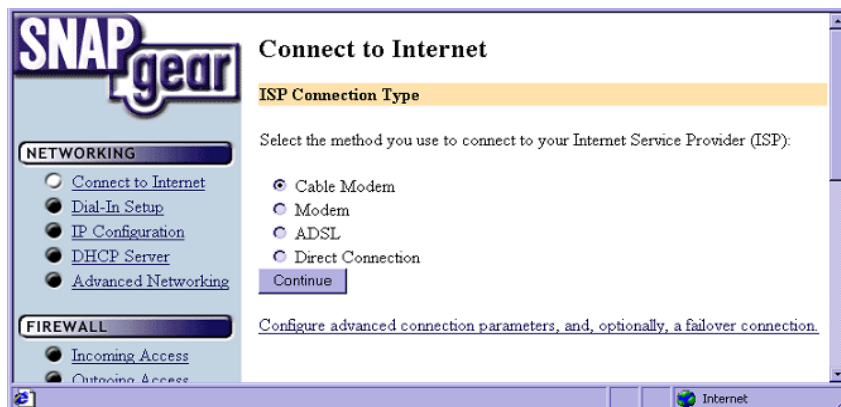 SNAP
gear
NETWORKING
Connect to Internet
Dial-In Setup
IP Configuration
DHCP Server
Advanced Networking
FIREWALL
Incoming Access
Outgoing Access
Connect to Internet
ISP Connection Type
Select the method you use to connect to your Internet Service Provider (ISP):
Cable Modem
Modem
ADSL
Direct Connection
Continue
Configure advanced connection parameters, and, optionally, a failover connection.
Internet